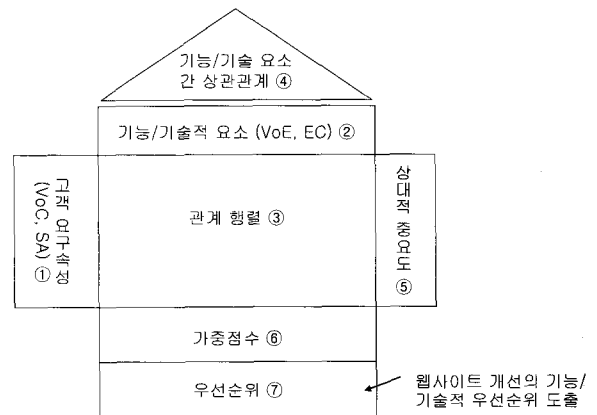 기능/기술 요소
간 상관관계 ④
기능/기술적 요소 (VoE, EC) ②
고객 요구속성
(VoC, SA) ①
관계 행렬 ③
상대적 중요도 ⑤
가중점수 ⑥
우선순위 ⑦
웹사이트 개선의 기능/
기술적 우선순위 도출